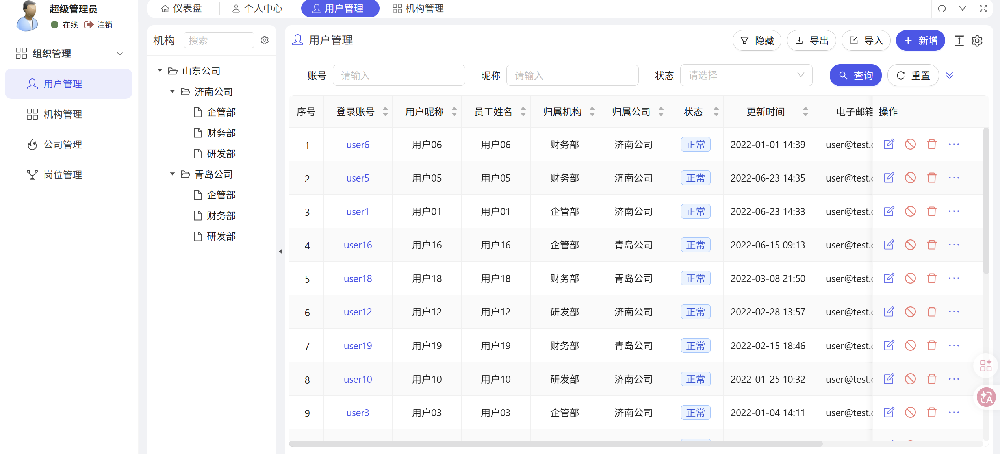 超级管理员
在线 注销
组织管理
用户管理
机构管理
公司管理
岗位管理
仪表盘 个人中心 用户管理 机构管理
机构 搜索
山东公司
济南公司
企管部
财务部
研发部
青岛公司
企管部
财务部
研发部
用户管理 隐藏 导出 导入 新增
账号 请输入 昵称 请输入 状态 请选择 查询 重置
序号 登录账号 用户昵称 员工姓名 归属机构 归属公司 状态 更新时间 电子邮箱 操作
1 user6 用户06 用户06 财务部 济南公司 正常 2022-01-01 14:39 user@test.
2 user5 用户05 用户05 财务部 济南公司 正常 2022-06-23 14:35 user@test.
3 user1 用户01 用户01 企管部 济南公司 正常 2022-06-23 14:33 user@test.
4 user16 用户16 用户16 企管部 青岛公司 正常 2022-06-15 09:13 user@test.
5 user18 用户18 用户18 财务部 青岛公司 正常 2022-03-08 21:50 user@test.
6 user12 用户12 用户12 研发部 济南公司 正常 2022-02-28 13:57 user@test.
7 user19 用户19 用户19 财务部 青岛公司 正常 2022-02-15 18:46 user@test.
8 user10 用户10 用户10 研发部 济南公司 正常 2022-01-25 10:32 user@test.
9 user3 用户03 用户03 企管部 济南公司 正常 2022-01-04 14:11 user@test.